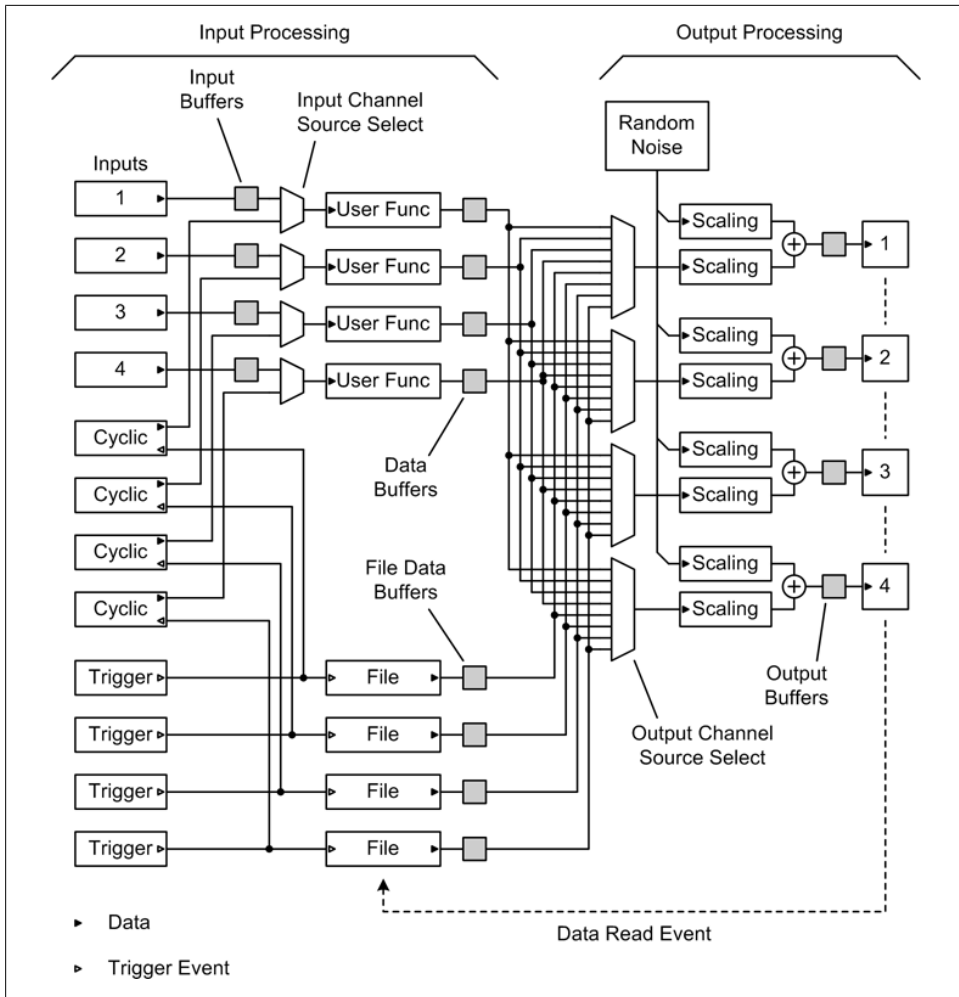 Input Processing
Output Processing
Input
Buffers
Input Channel
Source Select
Random
Noise
Inputs
1
User Func
Scaling
1
2
User Func
Scaling
3
User Func
Scaling
2
4
User Func
Scaling
Cyclic
Data
Buffers
Scaling
3
Cyclic
Scaling
Cyclic
File Data
Buffers
Scaling
4
Cyclic
Scaling
Trigger
File
Output
Buffers
Trigger
File
Output Channel
Source Select
Trigger
File
Trigger
File
Data
Data Read Event
Trigger Event